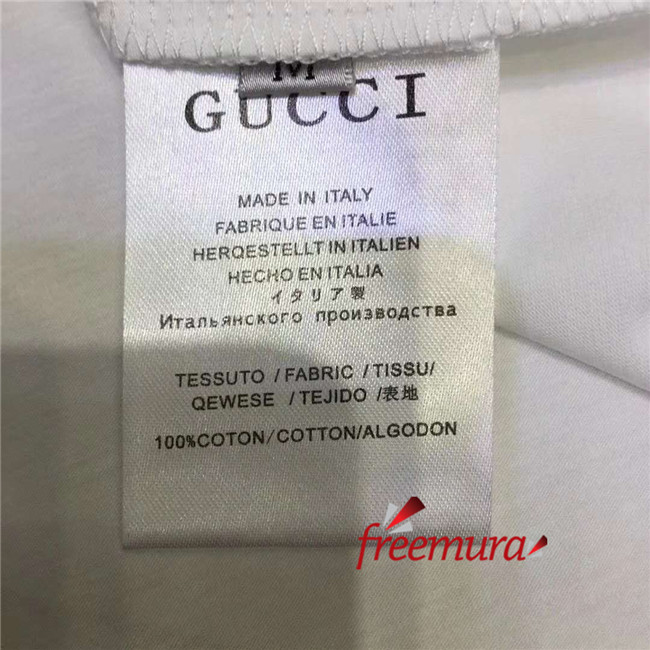 M
GUCCI
MADE IN ITALY
FABRIQUE EN ITALIE
HERQESTELLT IN ITALIEN
HECHO EN ITALIA
イタリア製
Итальянского производства
TESSUTO / FABRIC / TISSU/
QEWESE / TEJIDO /表地
100%COTON/COTTON/ALGODON
freemura